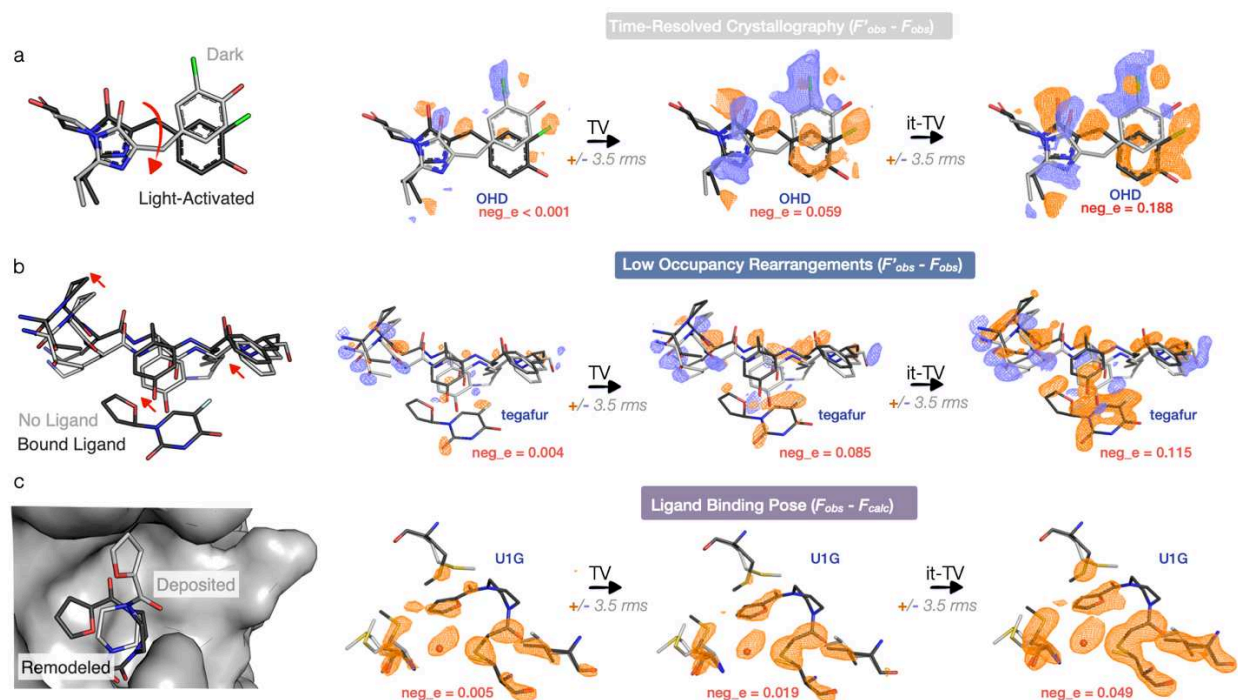 Time-Resolved Crystallography (F'obs - Fobs)
a
Dark
Light-Activated
OHD
neg_e < 0.001
TV
+/- 3.5 rms
OHD
neg_e = 0.059
it-TV
+/- 3.5 rms
OHD
neg_e = 0.188
b
Low Occupancy Rearrangements (F'obs - Fobs)
No Ligand
Bound Ligand
tegafur
neg_e = 0.004
TV
+/- 3.5 rms
tegafur
neg_e = 0.085
it-TV
+/- 3.5 rms
tegafur
neg_e = 0.115
c
Ligand Binding Pose (Fobs - Fcalc)
Deposited
Remodeled
U1G
neg_e = 0.005
TV
+/- 3.5 rms
U1G
neg_e = 0.019
it-TV
+/- 3.5 rms
U1G
neg_e = 0.049